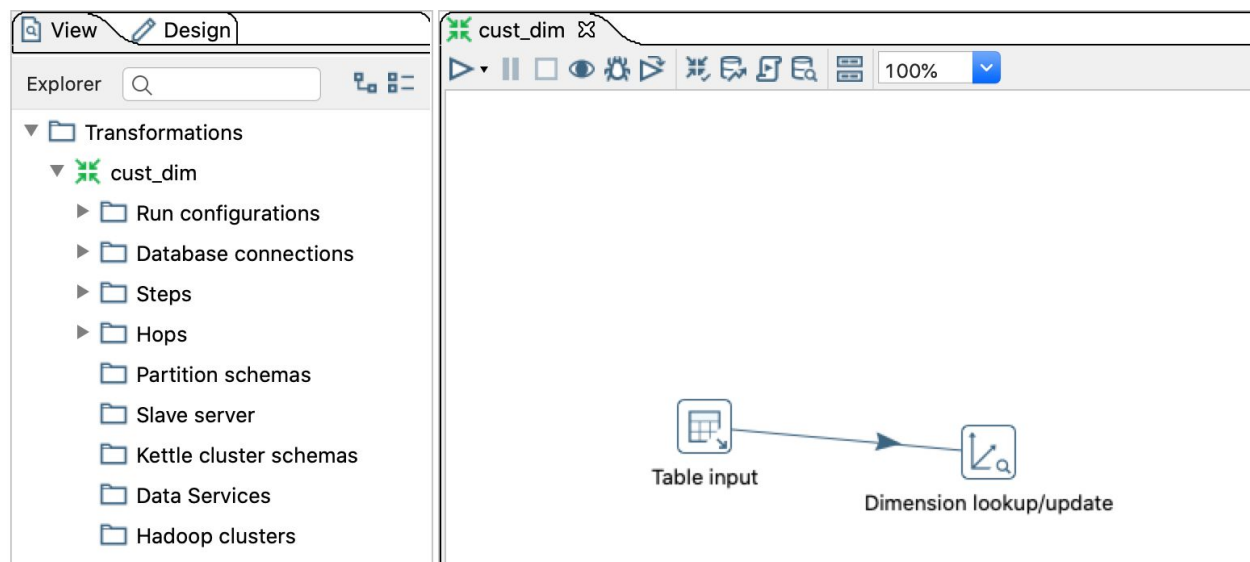 View
Design
Explorer
Transformations
cust_dim
Run configurations
Database connections
Steps
Hops
Partition schemas
Slave server
Kettle cluster schemas
Data Services
Hadoop clusters
cust_dim
100%
Table input
Dimension lookup/update